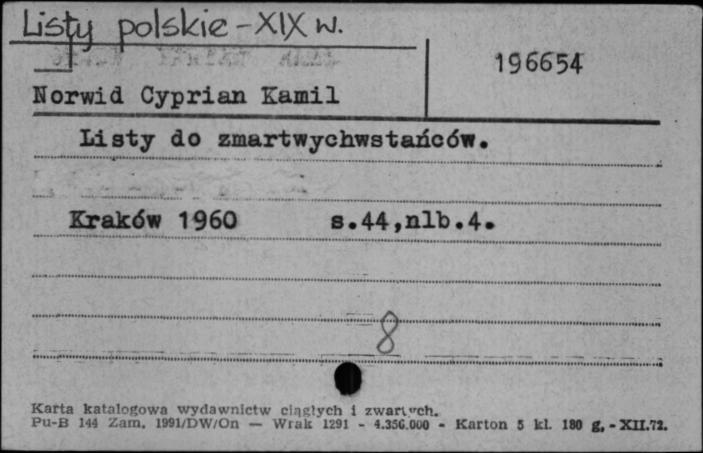 Listy polskie - XIX w.
196654
Norwid Cyprian Kamil
Listy do zmartwychwstańców.
Kraków 1960 s.44,nlb.4.
8
Karta katalogowa wydawnictw ciągłych i zwartych.
Pu-B 144 Zam. 1991/DW/On — Wrak 1291 - 4.356.000 - Karton 5 kl. 180 g. - XII.72.